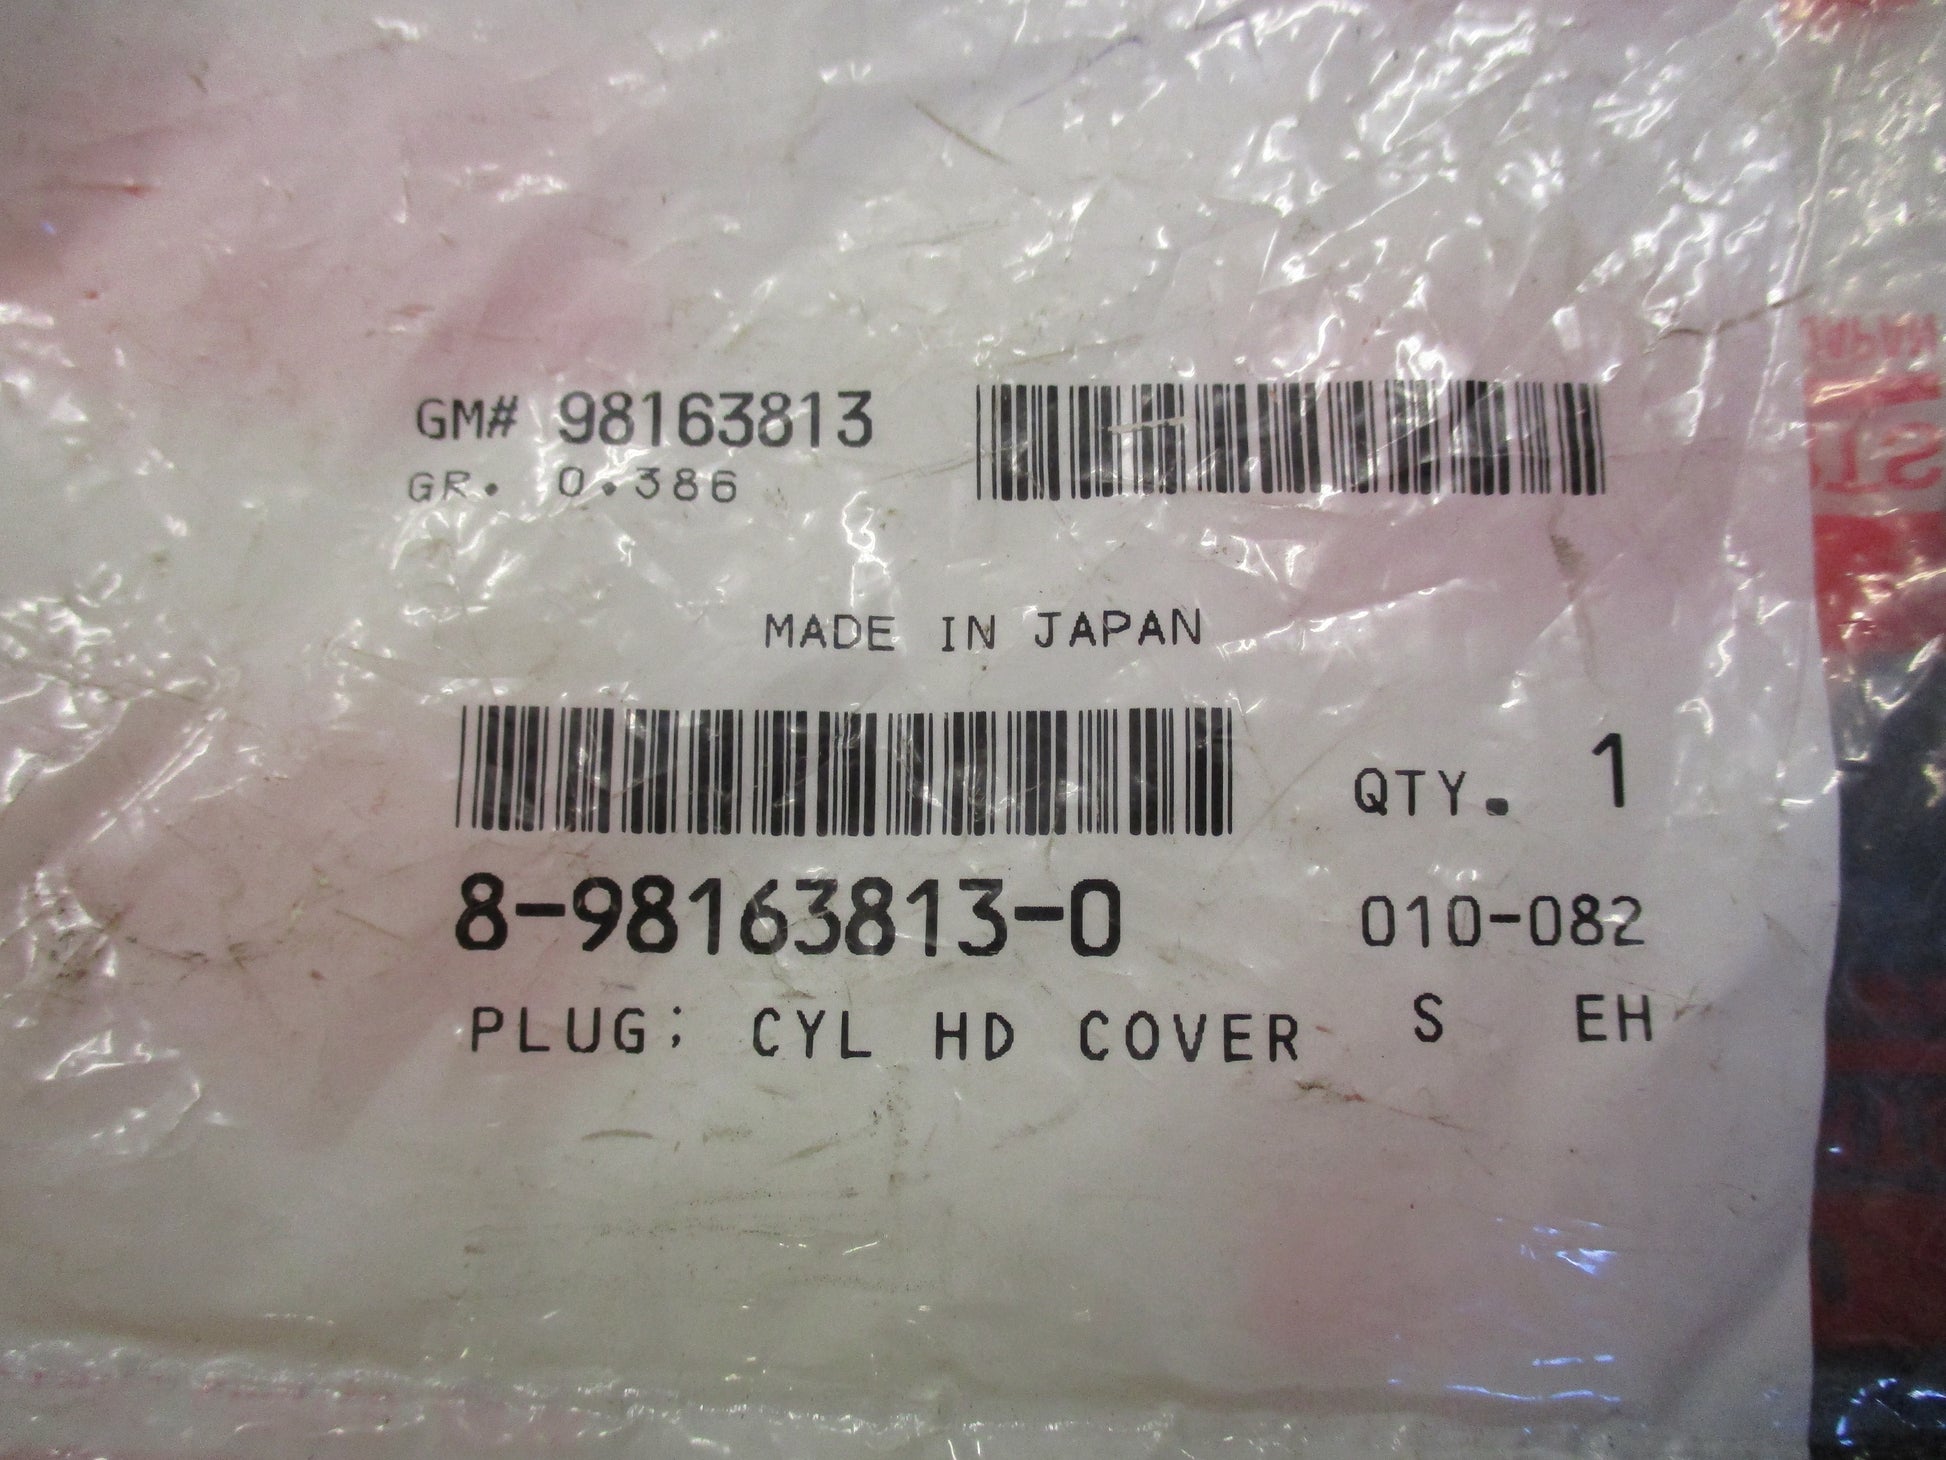 GM# 98163813
GR. 0.386
MADE IN JAPAN
QTY. 1
8-98163813-0
010-082
PLUG; CYL HD COVER
S EH
JAPAN